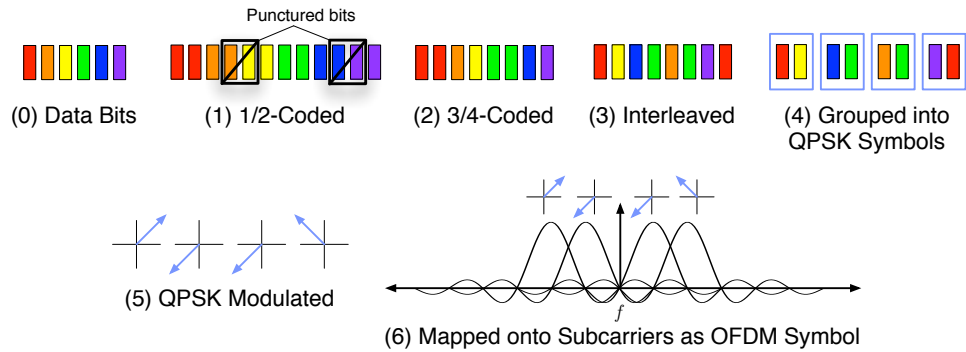 Punctured bits
(0) Data Bits
(1) 1/2-Coded
(2) 3/4-Coded
(3) Interleaved
(4) Grouped into
QPSK Symbols
(5) QPSK Modulated
f
(6) Mapped onto Subcarriers as OFDM Symbol